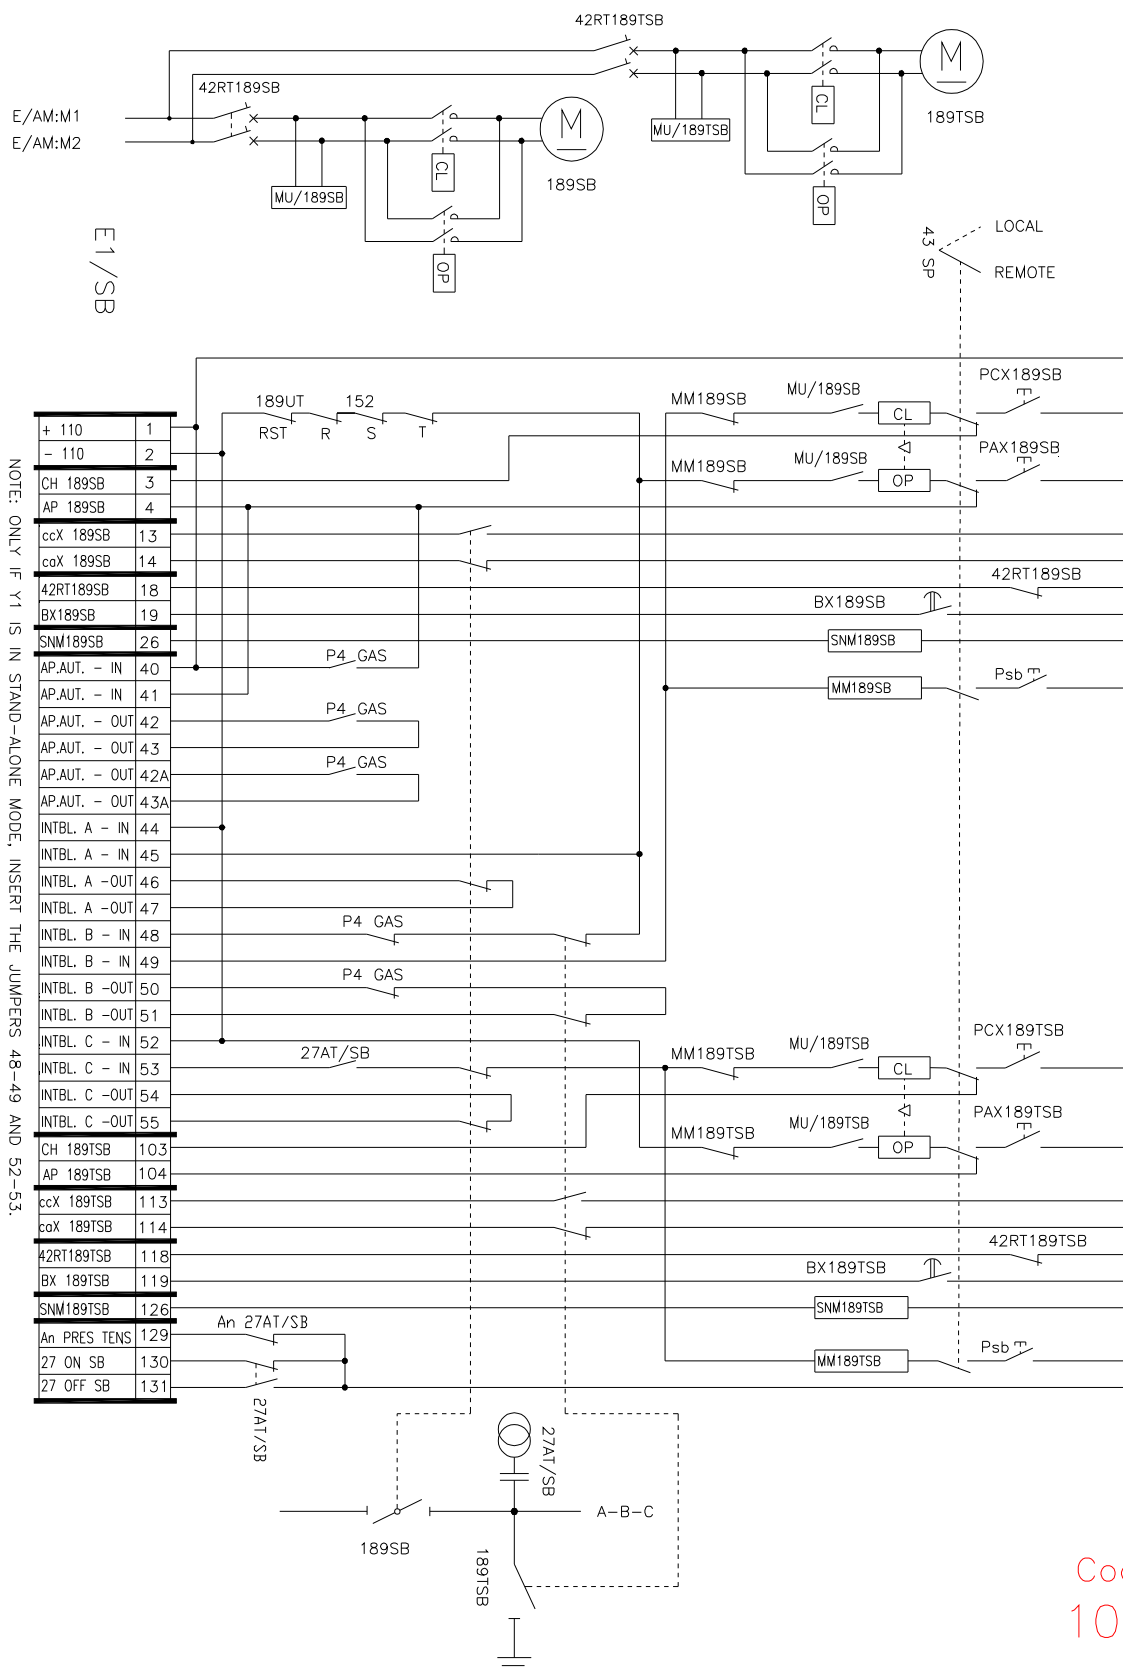 42RT189TSB
M
189TSB
CL
MU/189TSB
OP
42RT189SB
E/AM:M1
E/AM:M2
M
189SB
CL
MU/189SB
OP
E1/SB
43 SP
LOCAL
REMOTE
NOTE: ONLY IF Y1 IS IN STAND-ALONE MODE, INSERT THE JUMPERS 48-49 AND 52-53.
+ 110 1
- 110 2
CH 189SB 3
AP 189SB 4
ccX 189SB 13
caX 189SB 14
42RT189SB 18
BX189SB 19
SNM189SB 26
AP.AUT. - IN 40
AP.AUT. - IN 41
AP.AUT. - OUT 42
AP.AUT. - OUT 43
AP.AUT. - OUT 42A
AP.AUT. - OUT 43A
INTBL. A - IN 44
INTBL. A - IN 45
INTBL. A -OUT 46
INTBL. A -OUT 47
INTBL. B - IN 48
INTBL. B - IN 49
INTBL. B -OUT 50
INTBL. B -OUT 51
INTBL. C - IN 52
INTBL. C - IN 53
INTBL. C -OUT 54
INTBL. C -OUT 55
CH 189TSB 103
AP 189TSB 104
ccX 189TSB 113
caX 189TSB 114
42RT189TSB 118
BX 189TSB 119
SNM189TSB 126
An PRES TENS 129
27 ON SB 130
27 OFF SB 131
189UT 152
RST R S T
MM189SB MU/189SB CL PCX189SB
MM189SB MU/189SB OP PAX189SB
42RT189SB
BX189SB
SNM189SB
P4 GAS
MM189SB Psb
P4 GAS
P4 GAS
P4 GAS
P4 GAS
27AT/SB
MM189TSB MU/189TSB CL PCX189TSB
MM189TSB MU/189TSB OP PAX189TSB
42RT189TSB
BX189TSB
SNM189TSB
An 27AT/SB
MM189TSB Psb
27AT/SB
27AT/SB
A-B-C
189SB
189TSB
10